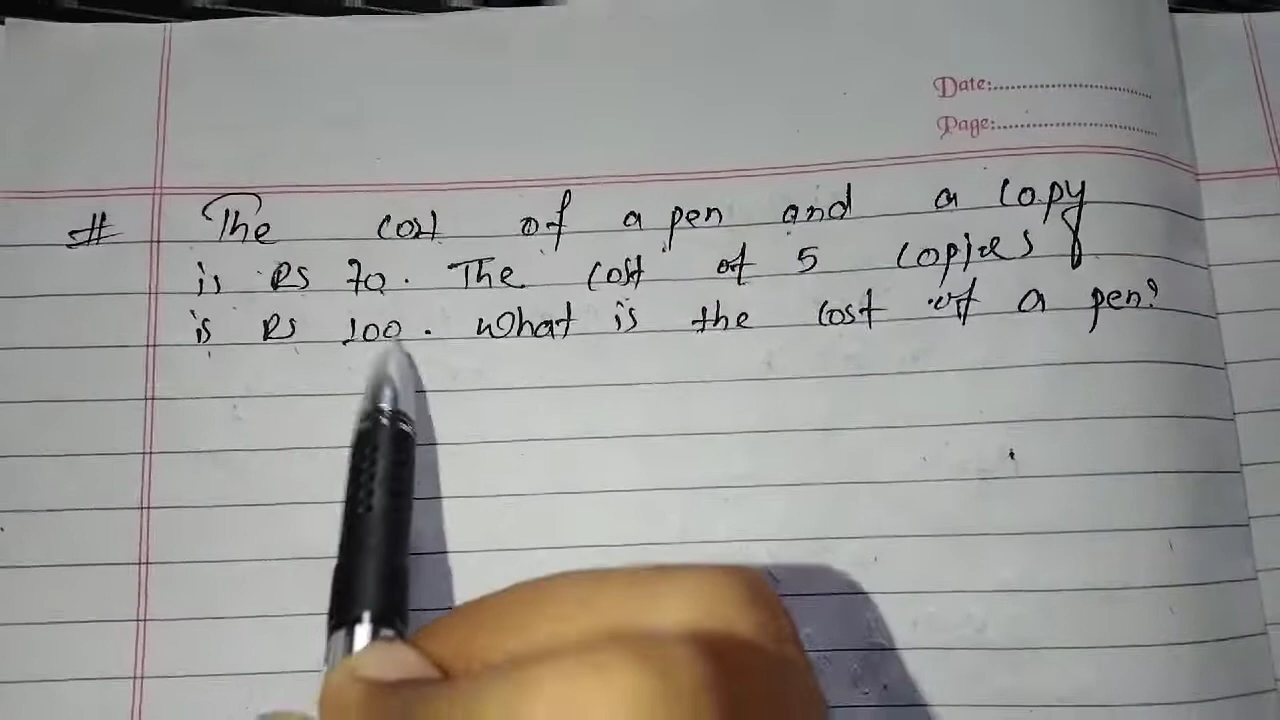 Date:
Page:
# The cost of a pen and a copy
is RS 70. The cost of 5 copies
is RS 100. What is the cost of a pen?